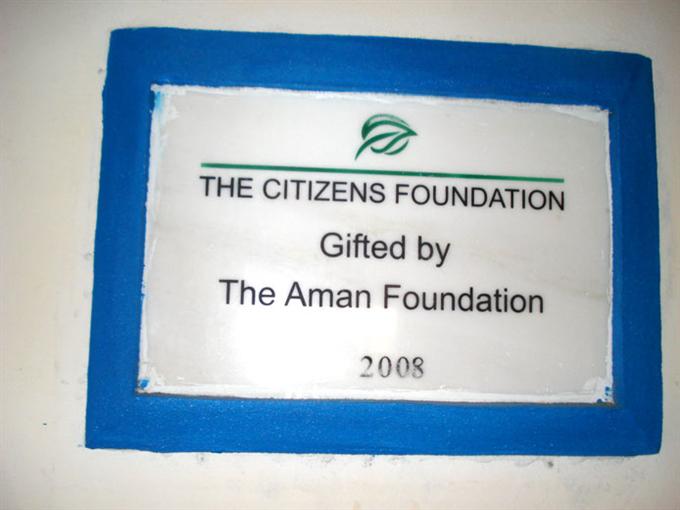 THE CITIZENS FOUNDATION
Gifted by
The Aman Foundation
2008